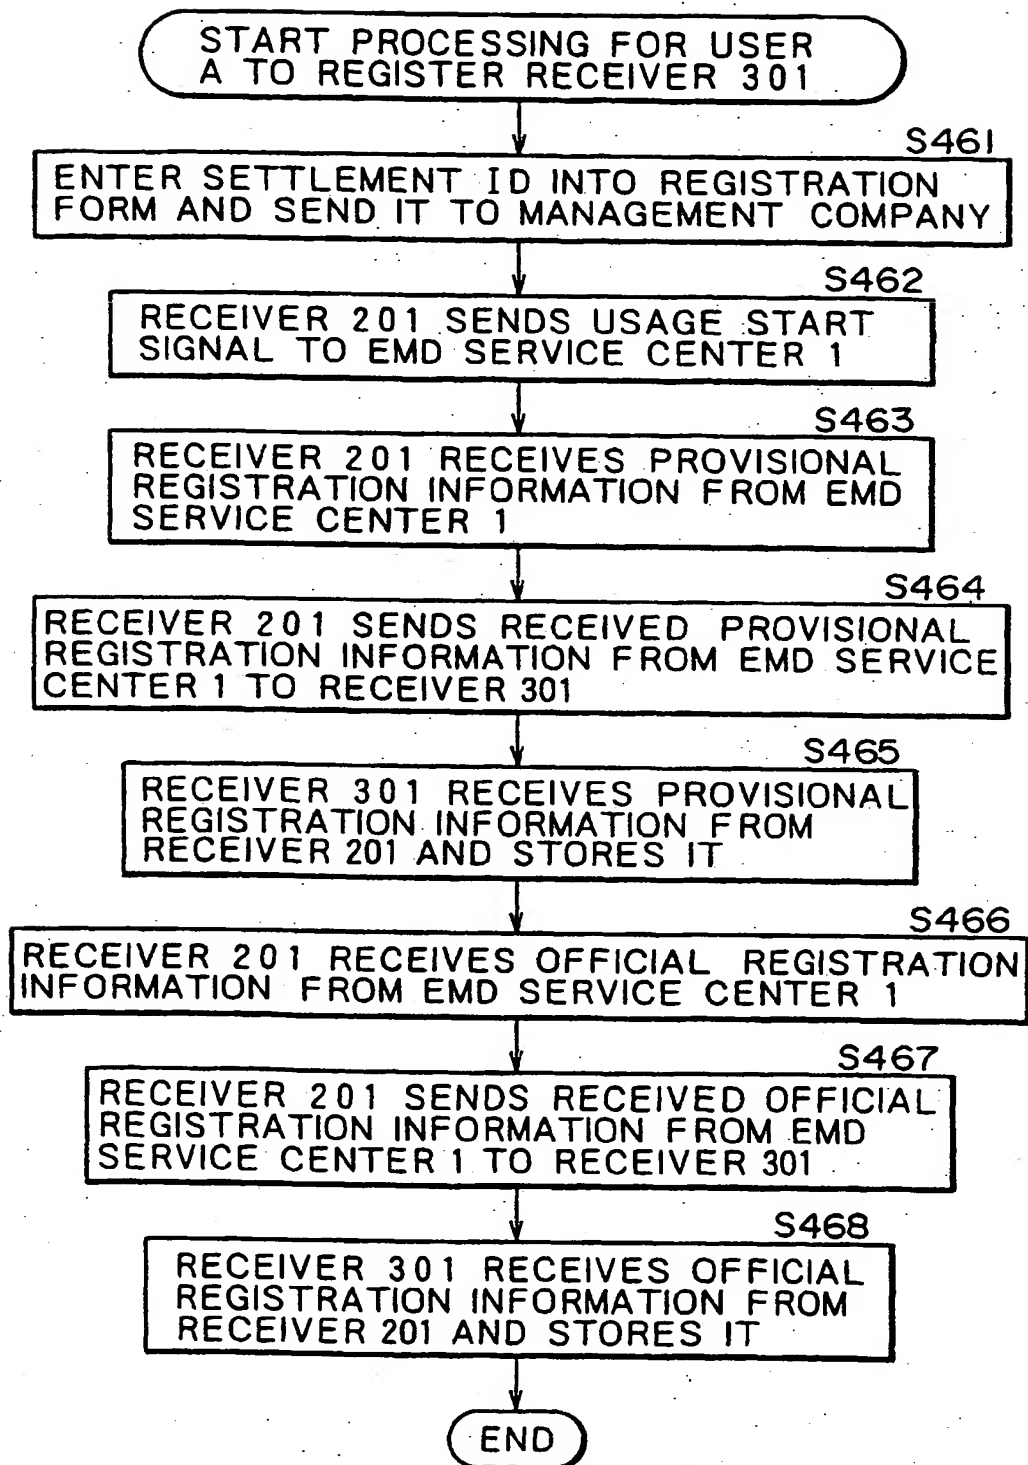 START PROCESSING FOR USER
A TO REGISTER RECEIVER 301
S461
ENTER SETTLEMENT ID INTO REGISTRATION
FORM AND SEND IT TO MANAGEMENT COMPANY
S462
RECEIVER 201 SENDS USAGE START
SIGNAL TO EMD SERVICE CENTER 1
S463
RECEIVER 201 RECEIVES PROVISIONAL
REGISTRATION INFORMATION FROM EMD
SERVICE CENTER 1
S464
RECEIVER 201 SENDS RECEIVED PROVISIONAL
REGISTRATION INFORMATION FROM EMD SERVICE
CENTER 1 TO RECEIVER 301
S465
RECEIVER 301 RECEIVES PROVISIONAL
REGISTRATION INFORMATION FROM
RECEIVER 201 AND STORES IT
S466
RECEIVER 201 RECEIVES OFFICIAL REGISTRATION
INFORMATION FROM EMD SERVICE CENTER 1
S467
RECEIVER 201 SENDS RECEIVED OFFICIAL
REGISTRATION INFORMATION FROM EMD
SERVICE CENTER 1 TO RECEIVER 301
S468
RECEIVER 301 RECEIVES OFFICIAL
REGISTRATION INFORMATION FROM
RECEIVER 201 AND STORES IT
END